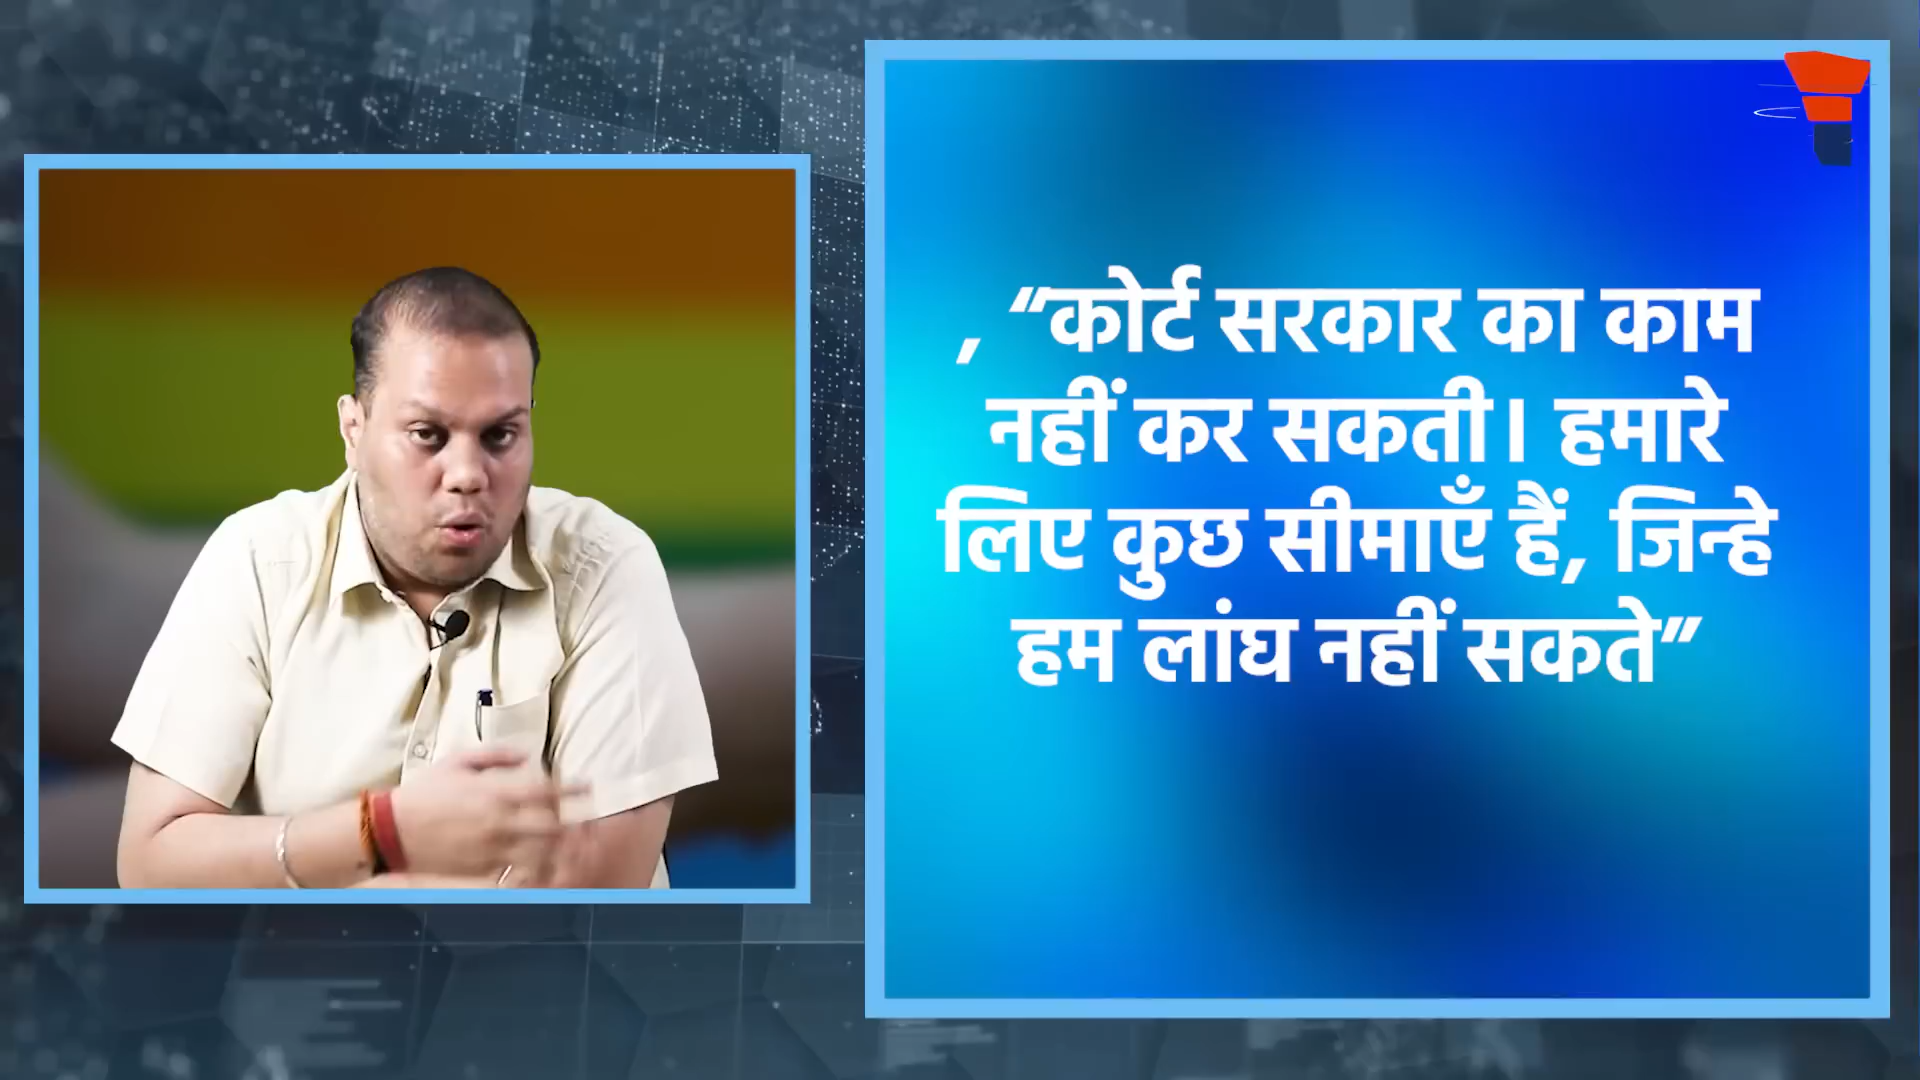 , “कोर्ट सरकार का काम
नहीं कर सकती। हमारे
लिए कुछ सीमाएँ हैं, जिन्हे
हम लांघ नहीं सकते”